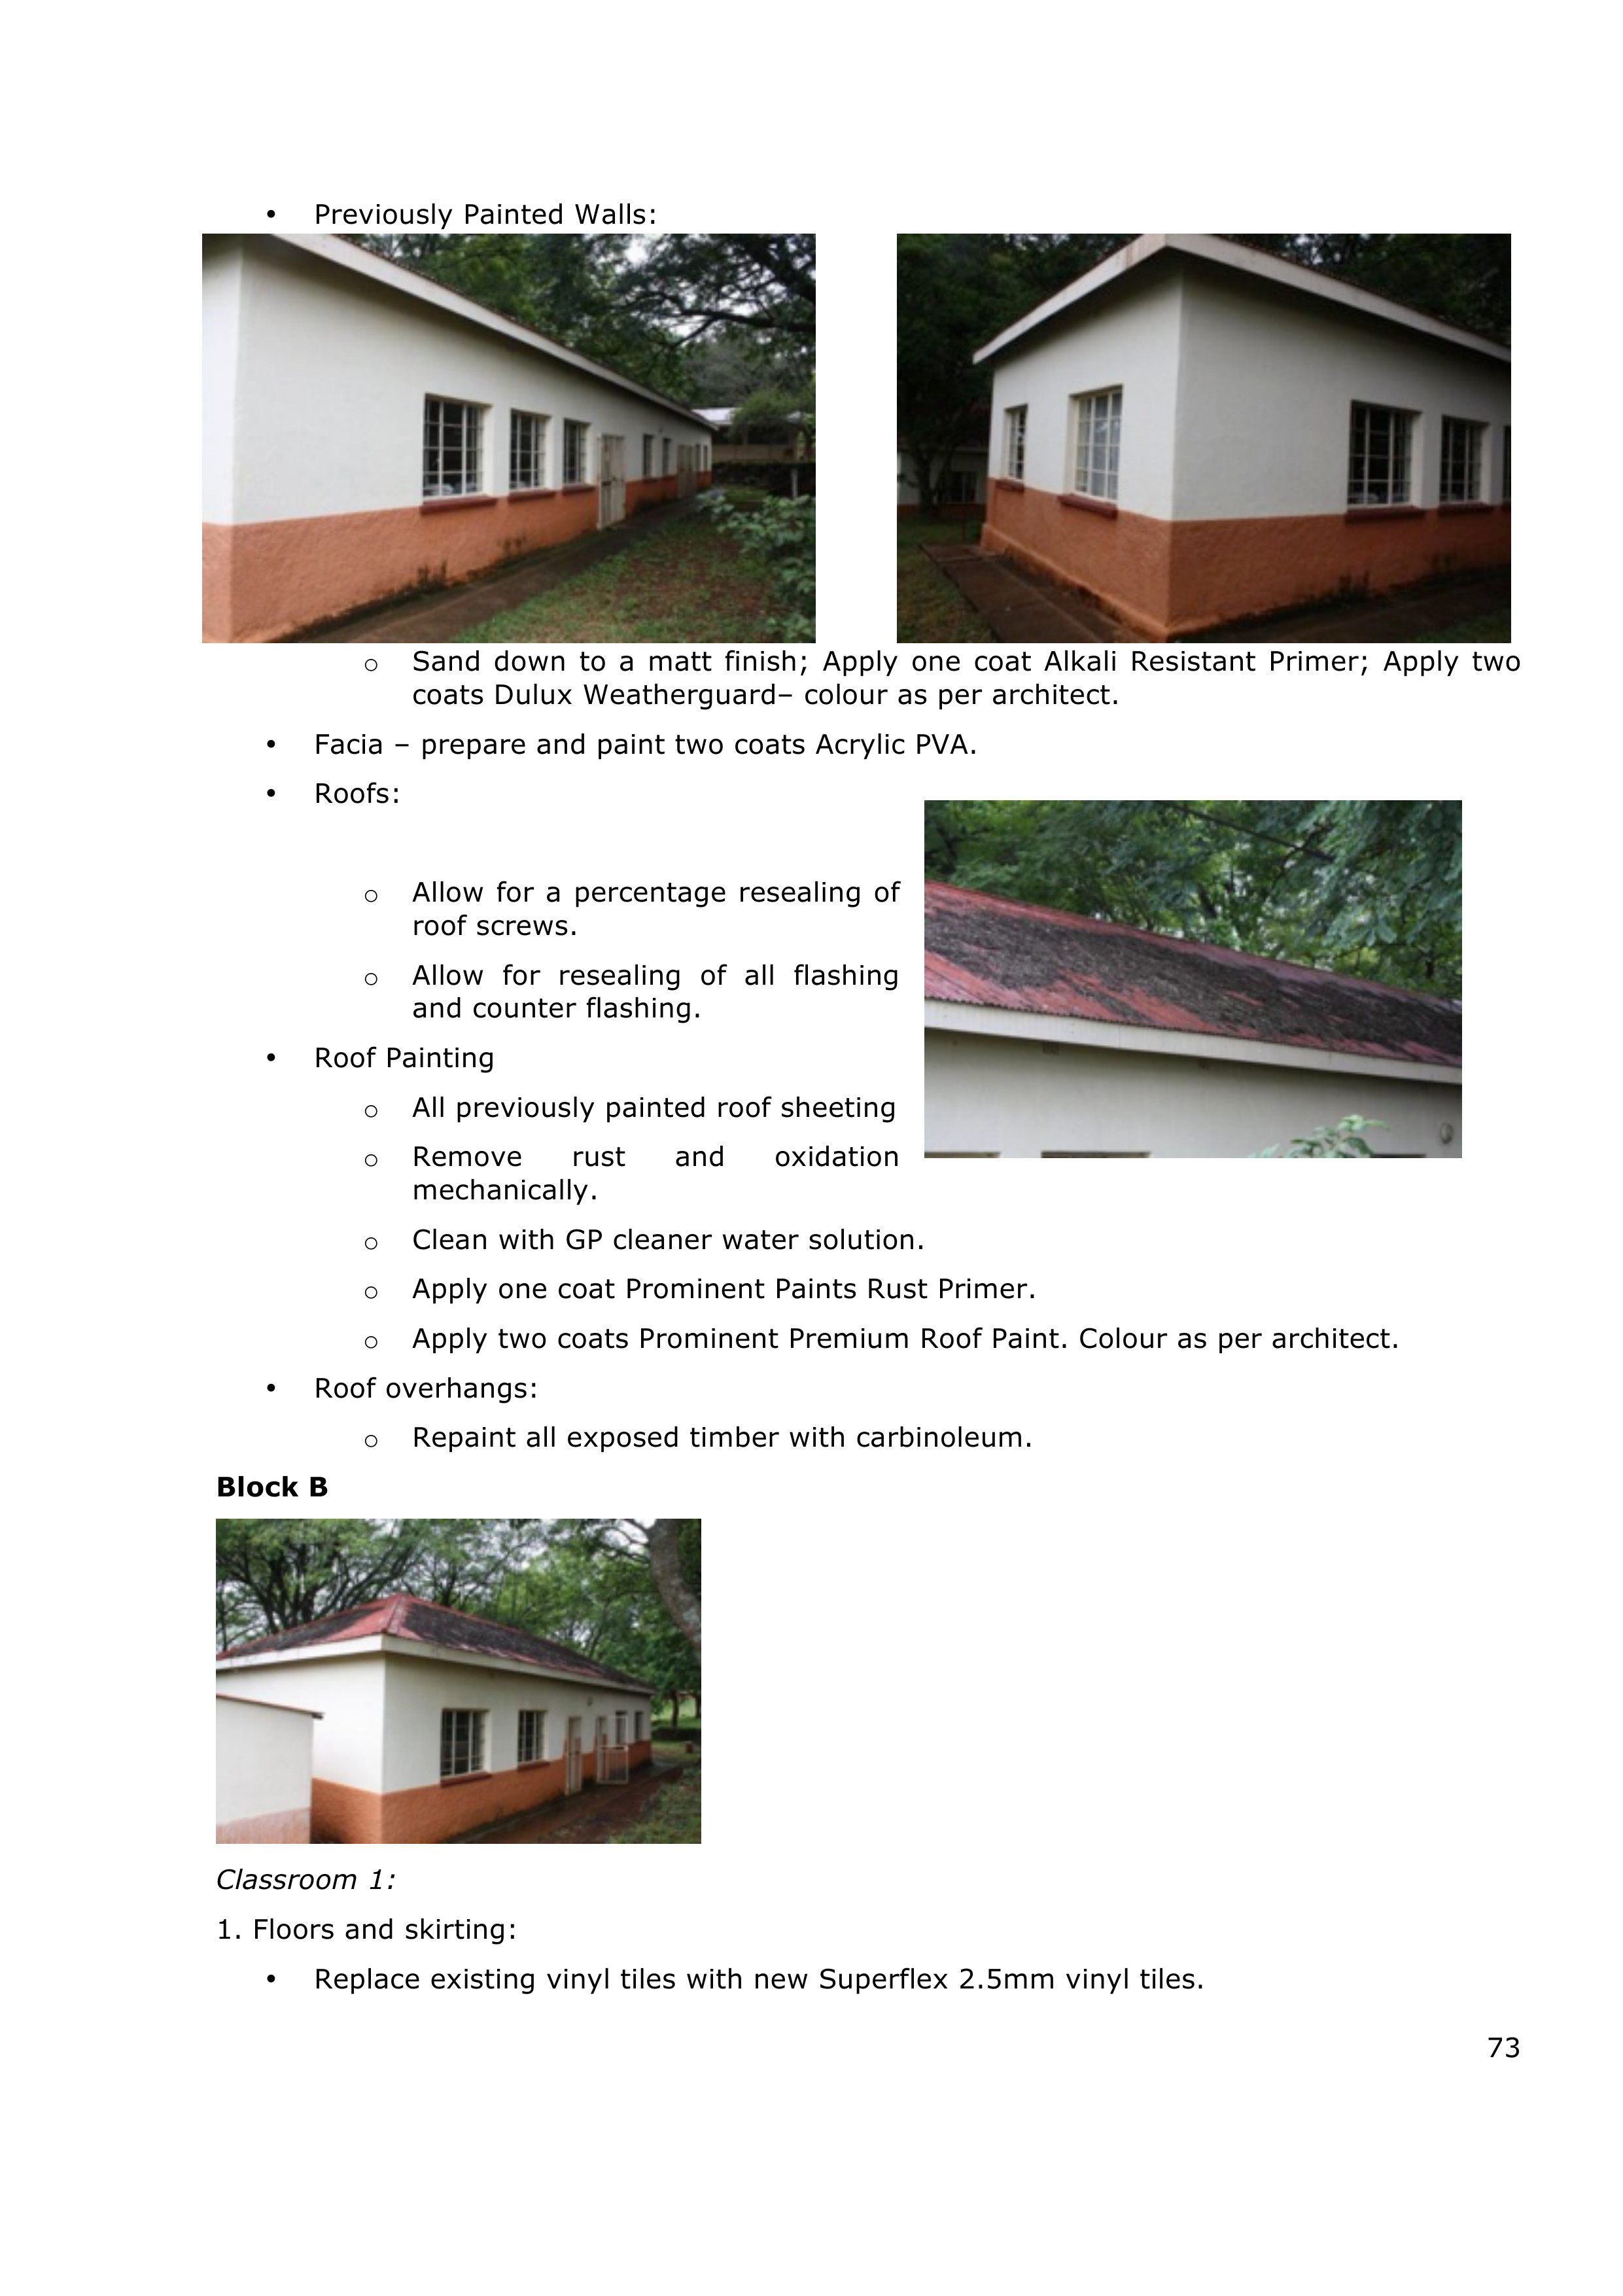 • Previously Painted Walls:
o Sand down to a matt finish; Apply one coat Alkali Resistant Primer; Apply two
coats Dulux Weatherguard– colour as per architect.
• Facia – prepare and paint two coats Acrylic PVA.
• Roofs:
o Allow for a percentage resealing of
roof screws.
o Allow for resealing of all flashing
and counter flashing.
• Roof Painting
o All previously painted roof sheeting
o Remove rust and oxidation
mechanically.
o Clean with GP cleaner water solution.
o Apply one coat Prominent Paints Rust Primer.
o Apply two coats Prominent Premium Roof Paint. Colour as per architect.
• Roof overhangs:
o Repaint all exposed timber with carbinoleum.
Block B
Classroom 1:
1. Floors and skirting:
• Replace existing vinyl tiles with new Superflex 2.5mm vinyl tiles.
73